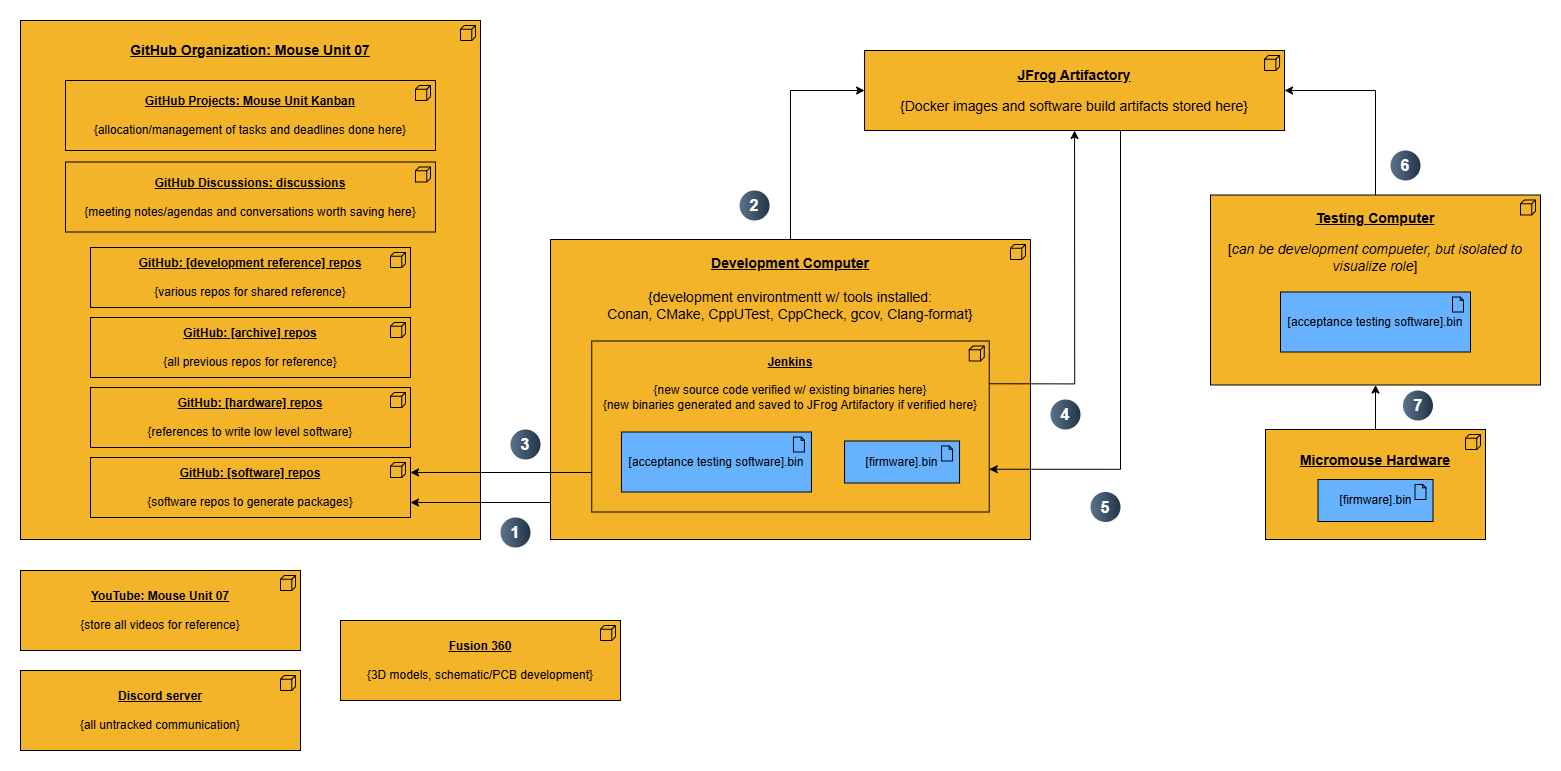 GitHub Organization: Mouse Unit 07
GitHub Projects: Mouse Unit Kanban
{allocation/management of tasks and deadlines done here}
GitHub Discussions: discussions
{meeting notes/agendas and conversations worth saving here}
GitHub: [development reference] repos
{various repos for shared reference}
GitHub: [archive] repos
{all previous repos for reference}
GitHub: [hardware] repos
{references to write low level software}
GitHub: [software] repos
{software repos to generate packages}
JFrog Artifactory
{Docker images and software build artifacts stored here}
2
6
Development Computer
{development environtmentt w/ tools installed:
Conan, CMake, CppUTest, CppCheck, gcov, Clang-format}
Jenkins
{new source code verified w/ existing binaries here}
{new binaries generated and saved to JFrog Artifactory if verified here}
[acceptance testing software].bin
[firmware].bin
3
1
4
5
Testing Computer
[can be development compueter, but isolated to
visualize role]
[acceptance testing software].bin
7
Micromouse Hardware
[firmware].bin
YouTube: Mouse Unit 07
{store all videos for reference}
Fusion 360
{3D models, schematic/PCB development}
Discord server
{all untracked communication}